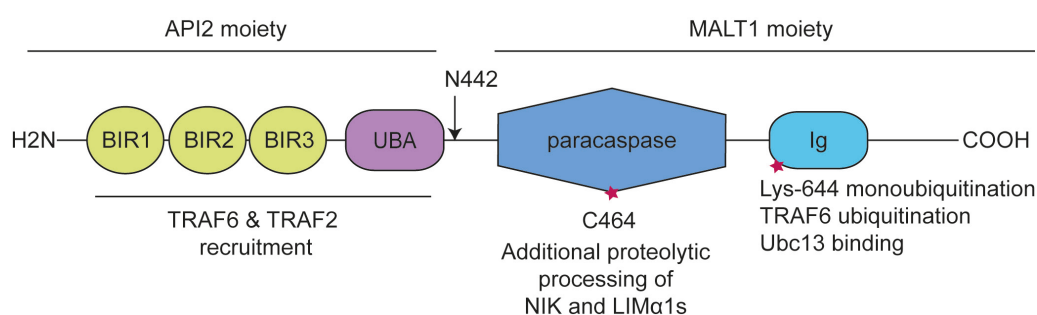 API2 moiety
MALT1 moiety
N442
H2N
BIR1
BIR2
BIR3
UBA
paracaspase
Ig
COOH
TRAF6 & TRAF2
recruitment
C464
Additional proteolytic
processing of
NIK and LIMα1s
Lys-644 monoubiquitination
TRAF6 ubiquitination
Ubc13 binding